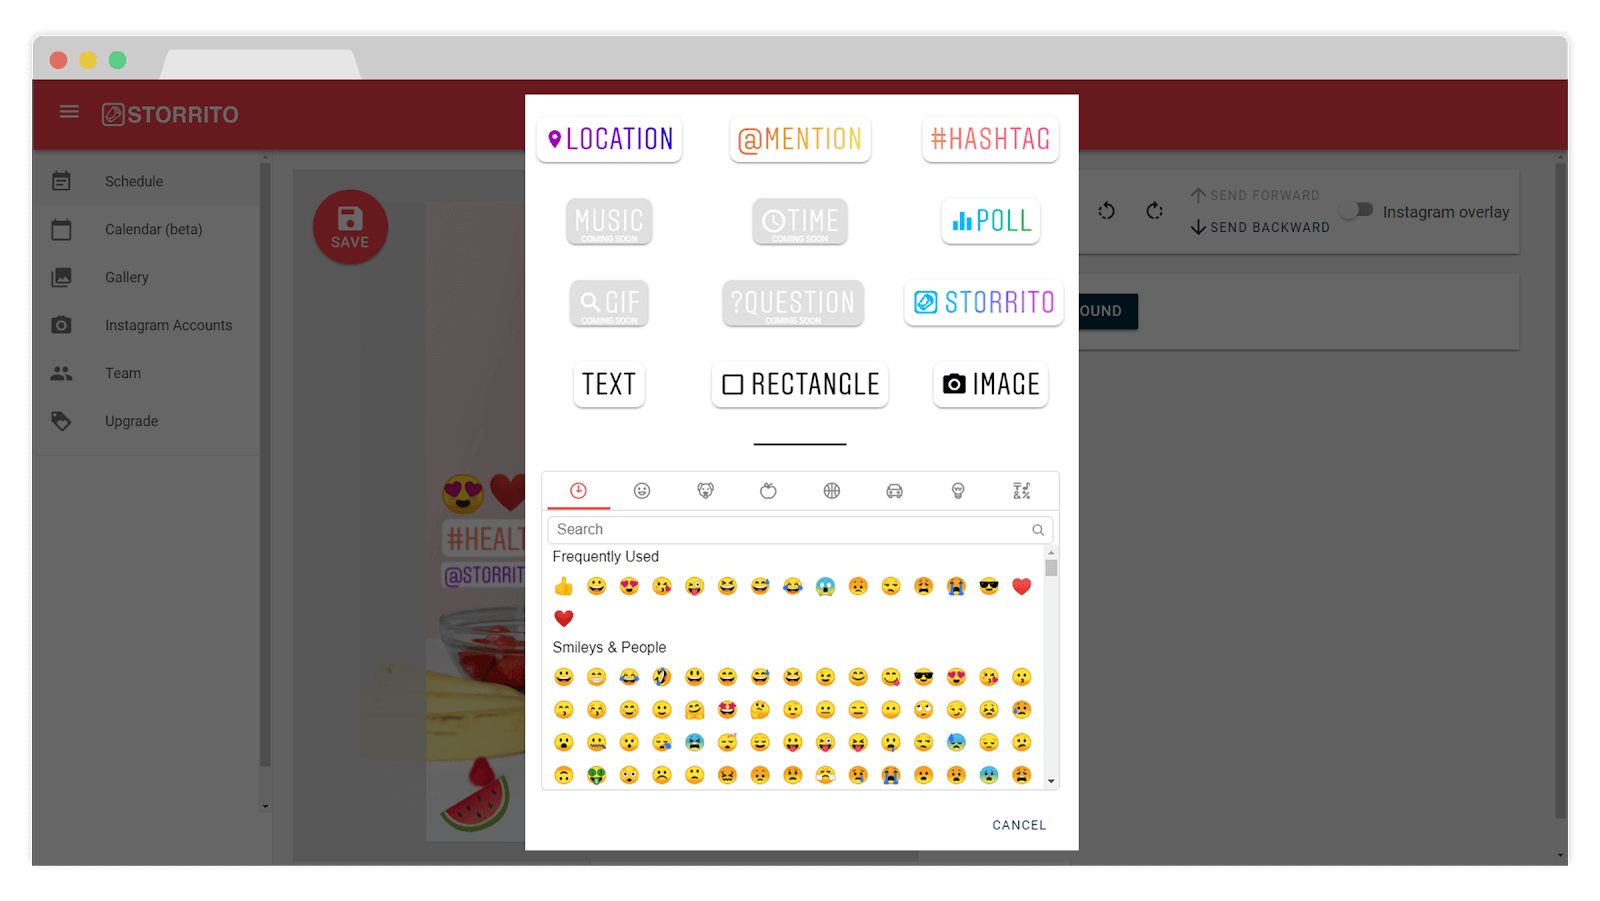 STORRITO
Schedule
Calendar (beta)
Gallery
Instagram Accounts
Team
Upgrade
SAVE
#HEALT
@STORRIT
LOCATION
@MENTION
#HASHTAG
MUSIC
COMING SOON
TIME
COMING SOON
POLL
GIF
COMING SOON
?QUESTION
COMING SOON
STORRITO
TEXT
RECTANGLE
IMAGE
Search
Frequently Used
Smileys & People
CANCEL
SEND FORWARD
SEND BACKWARD
Instagram overlay
OUND